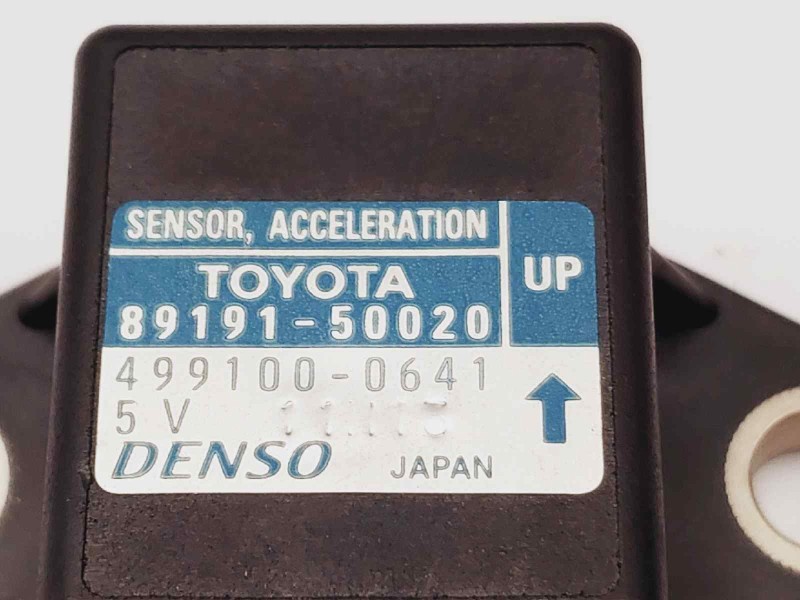 SENSOR, ACCELERATION
UP
TOYOTA
89191-50020
499100-0641
5 V
DENSO JAPAN